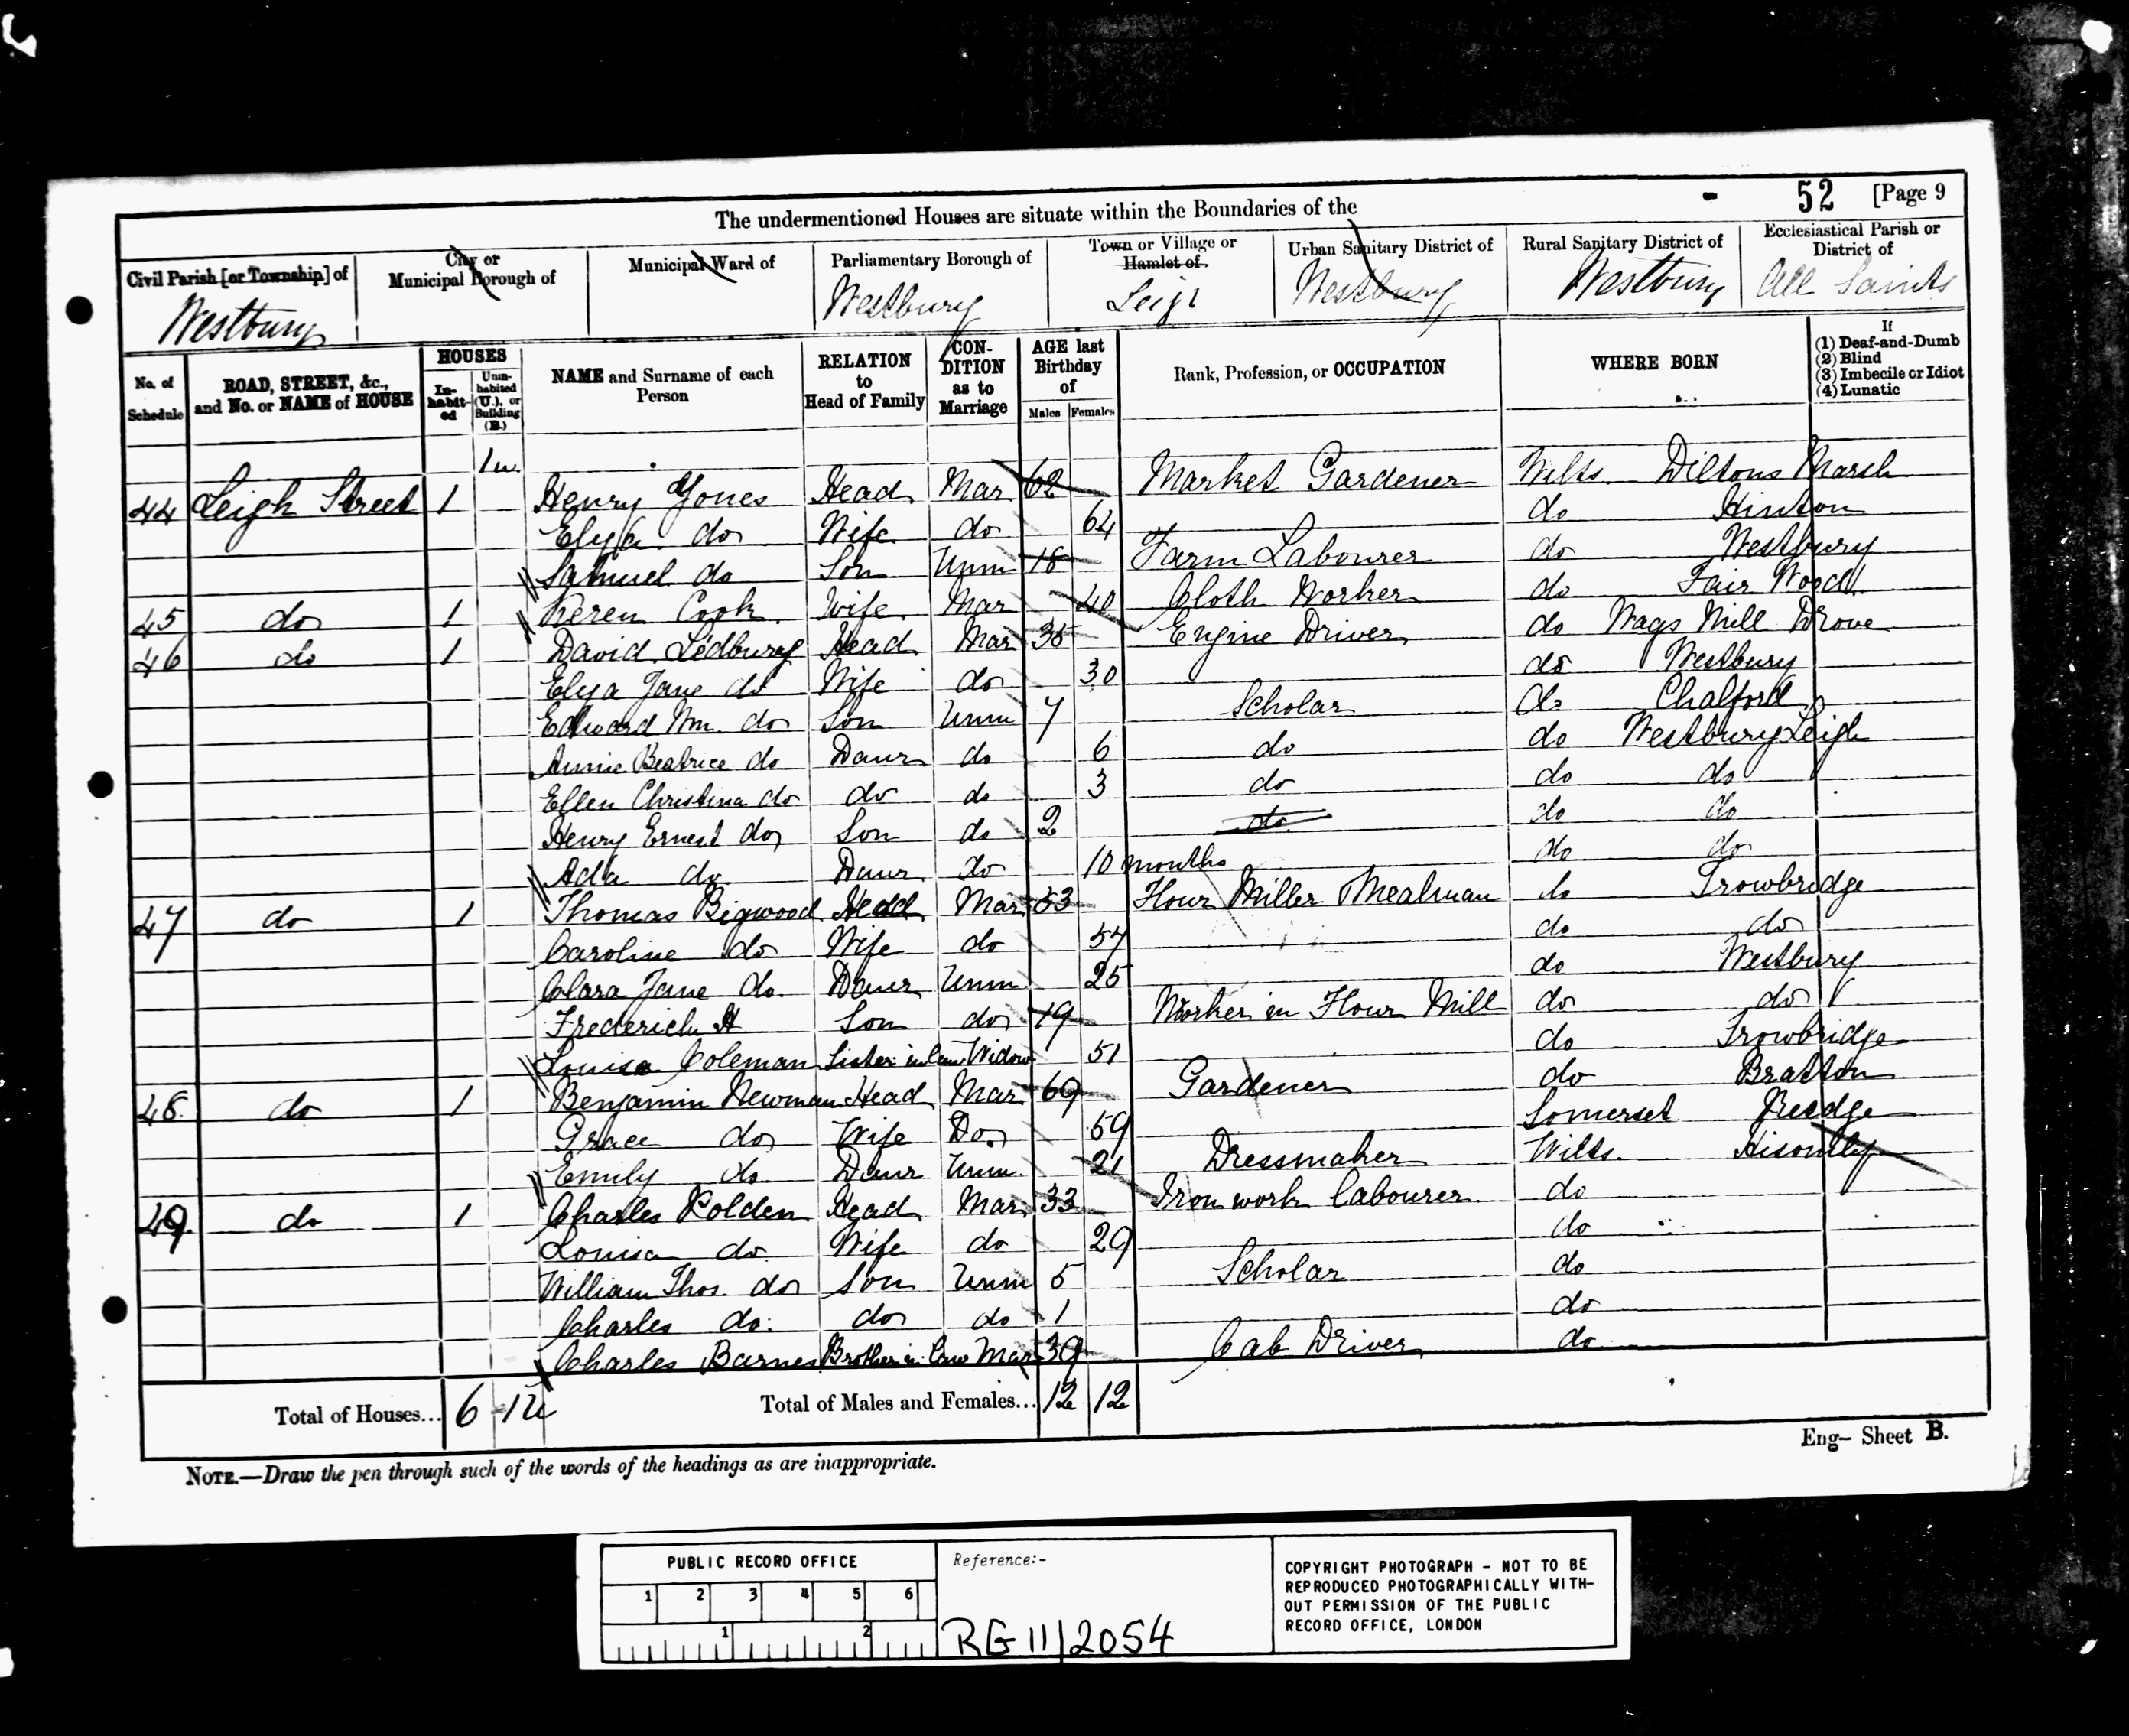 The undermentioned Houses are situate within the Boundaries of the
52 [Page 9
Civil Parish [or Township] of Westbury
City or Municipal Borough of
Municipal Ward of
Parliamentary Borough of Westbury
Town or Village or Hamlet of Leigh
Urban Sanitary District of Westbury
Rural Sanitary District of Westbury
Ecclesiastical Parish or District of All Saints
No. of Schedule
ROAD, STREET, &c., and No. or NAME of HOUSE
HOUSES
Inhabited
Uninhabited (U.), or Building (B.)
NAME and Surname of each Person
RELATION to Head of Family
CONDITION as to Marriage
AGE last Birthday of
Males Females
Rank, Profession, or OCCUPATION
WHERE BORN
If
(1) Deaf-and-Dumb
(2) Blind
(3) Imbecile or Idiot
(4) Lunatic
1u.
44 Leigh Street 1 Henry Jones Head Mar 62 Market Gardener Wilts. Diltons Marsh
Eliza do Wife do 64 do Hinton
Samuel do Son Unm 18 Farm Labourer do Westbury
45 do 1 Keren Cook Wife Mar 40 Cloth Worker do Fair Wood
46 do 1 David Ledbury Head Mar 35 Engine Driver do Wags Mill Drove
Eliza Jane do Wife do 30 do Westbury
Edward Wm. do Son Unm 7 Scholar do Chalford
Annie Beatrice do Daur do 6 do do Westbury Leigh
Ellen Christina do do do 3 do do do
Henry Ernest do Son do 2 do do do
Ada do Daur do 10 months do do
47 do 1 Thomas Bigwood Head Mar 53 Flour Miller Mealman do Trowbridge
Caroline do Wife do 57 do do
Clara Jane do. Daur Unm 25 do Westbury
Frederick H Son do 19 Worker in Flour Mill do do
Louisa Coleman Sister in law Widow 51 do Trowbridge
48 do 1 Benjamin Newman Head Mar 69 Gardener do Bratton
Grace do Wife Do 59 Somerset
Emily do Daur Unm. 21 Dressmaker Wilts.
49 do 1 Charles Holden Head Mar 33 Iron work labourer do
Louisa do Wife do 29 do
William Thos. do Son Unm 5 Scholar do
Charles do. do do 1 do
Charles Barnes Brother in law Mar 39 Cab Driver do
Total of Houses... 6 1u Total of Males and Females... 12 12
Eng- Sheet B.
NOTE.—Draw the pen through such of the words of the headings as are inappropriate.
PUBLIC RECORD OFFICE
1 2 3 4 5 6
1 2
Reference:-
RG 11/2054
COPYRIGHT PHOTOGRAPH - NOT TO BE
REPRODUCED PHOTOGRAPHICALLY WITH-
OUT PERMISSION OF THE PUBLIC
RECORD OFFICE, LONDON